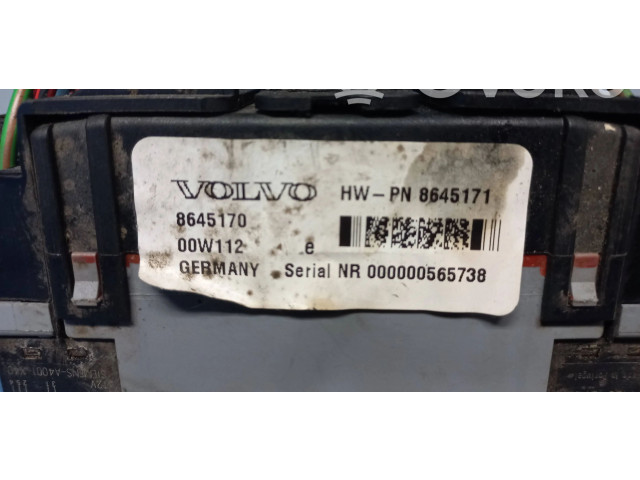 VOLVO HW-PN 8645171
8645170
00W112 e
GERMANY Serial NR 000000565738